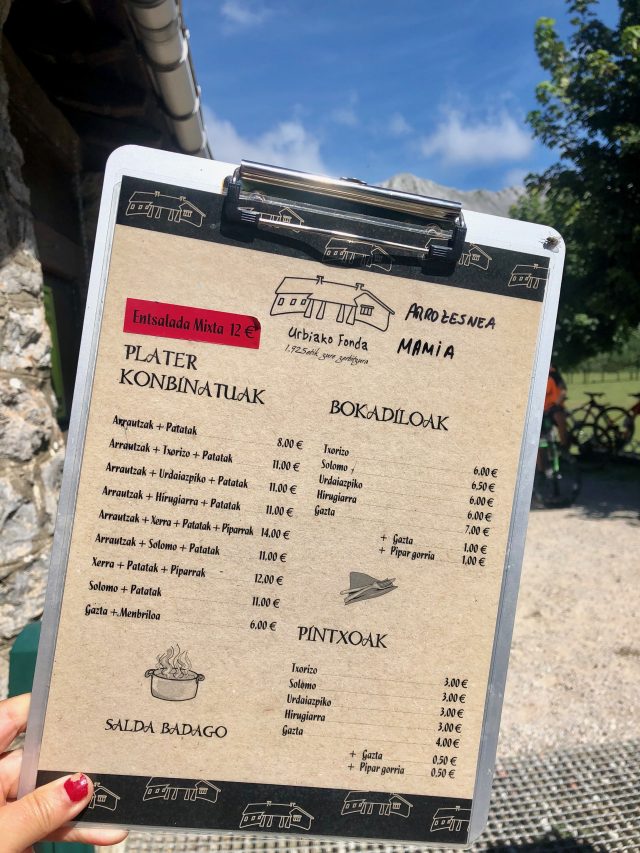 Entsalada Mixta 12 €
Urbiako Fonda
1.925etik zure zerbitzura
ARROZESNEA
MAMIA
PLATER
KONBINATUAK
Arrautzak + Patatak 8.00 €
Arrautzak + Txorizo + Patatak 11.00 €
Arrautzak + Urdaiazpiko + Patatak 11.00 €
Arrautzak + Hirugiarra + Patatak 11.00 €
Arrautzak + Xerra + Patatak + Piparrak 14.00 €
Arrautzak + Solomo + Patatak 11.00 €
Xerra + Patatak + Piparrak 12.00 €
Solomo + Patatak 11.00 €
Gazta + Menbriloa 6.00 €
SALDA BADAGO
BOKADILOAK
Txorizo 6.00 €
Solomo 6,50 €
Urdaiazpiko 6.00 €
Hirugiarra 6.00 €
Gazta 7.00 €
+ Gazta 1.00 €
+ Pipar gorria 1,00 €
PINTXOAK
Txorizo 3.00 €
Solomo 3.00 €
Urdaiazpiko 3.00 €
Hirugiarra 3.00 €
Gazta 4.00 €
+ Gazta 0,50 €
+ Pipar gorria 0,50 €